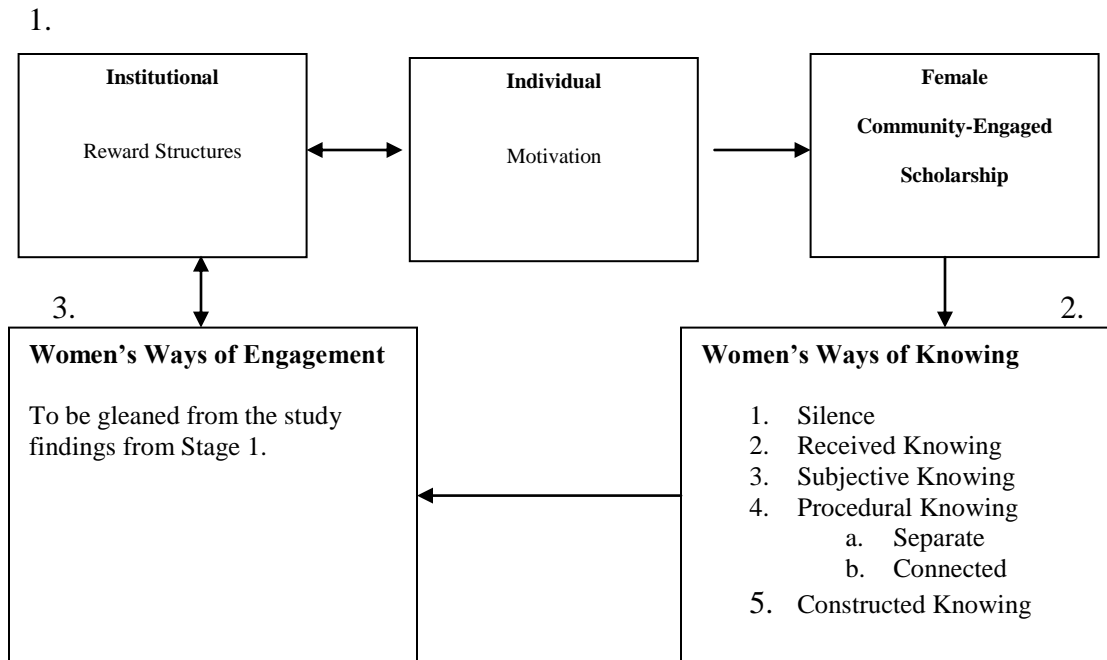 1.
Institutional
Reward Structures
Individual
Motivation
Female
Community-Engaged
Scholarship
3.
Women’s Ways of Engagement
To be gleaned from the study
findings from Stage 1.
2.
Women’s Ways of Knowing
1. Silence
2. Received Knowing
3. Subjective Knowing
4. Procedural Knowing
a. Separate
b. Connected
5. Constructed Knowing